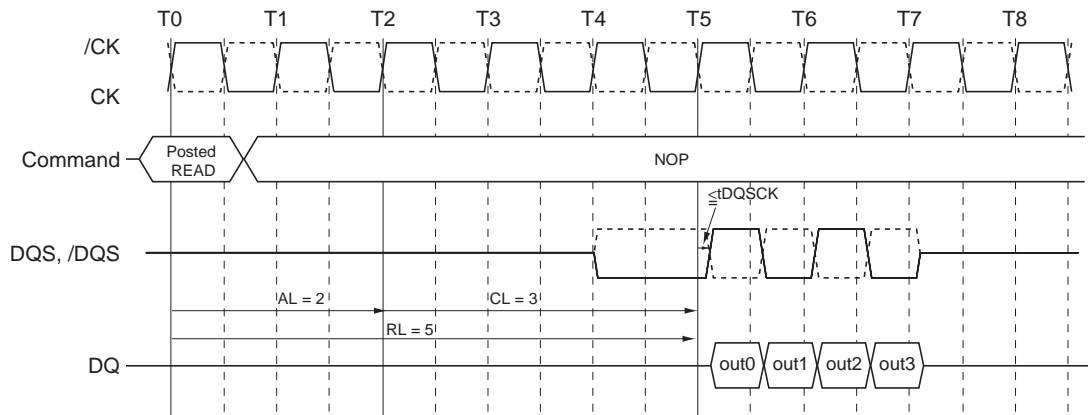 T0 T1 T2 T3 T4 T5 T6 T7 T8
/CK
CK
Command
Posted
READ
NOP
≦tDQSCK
DQS, /DQS
AL = 2
CL = 3
RL = 5
DQ
out0 out1 out2 out3